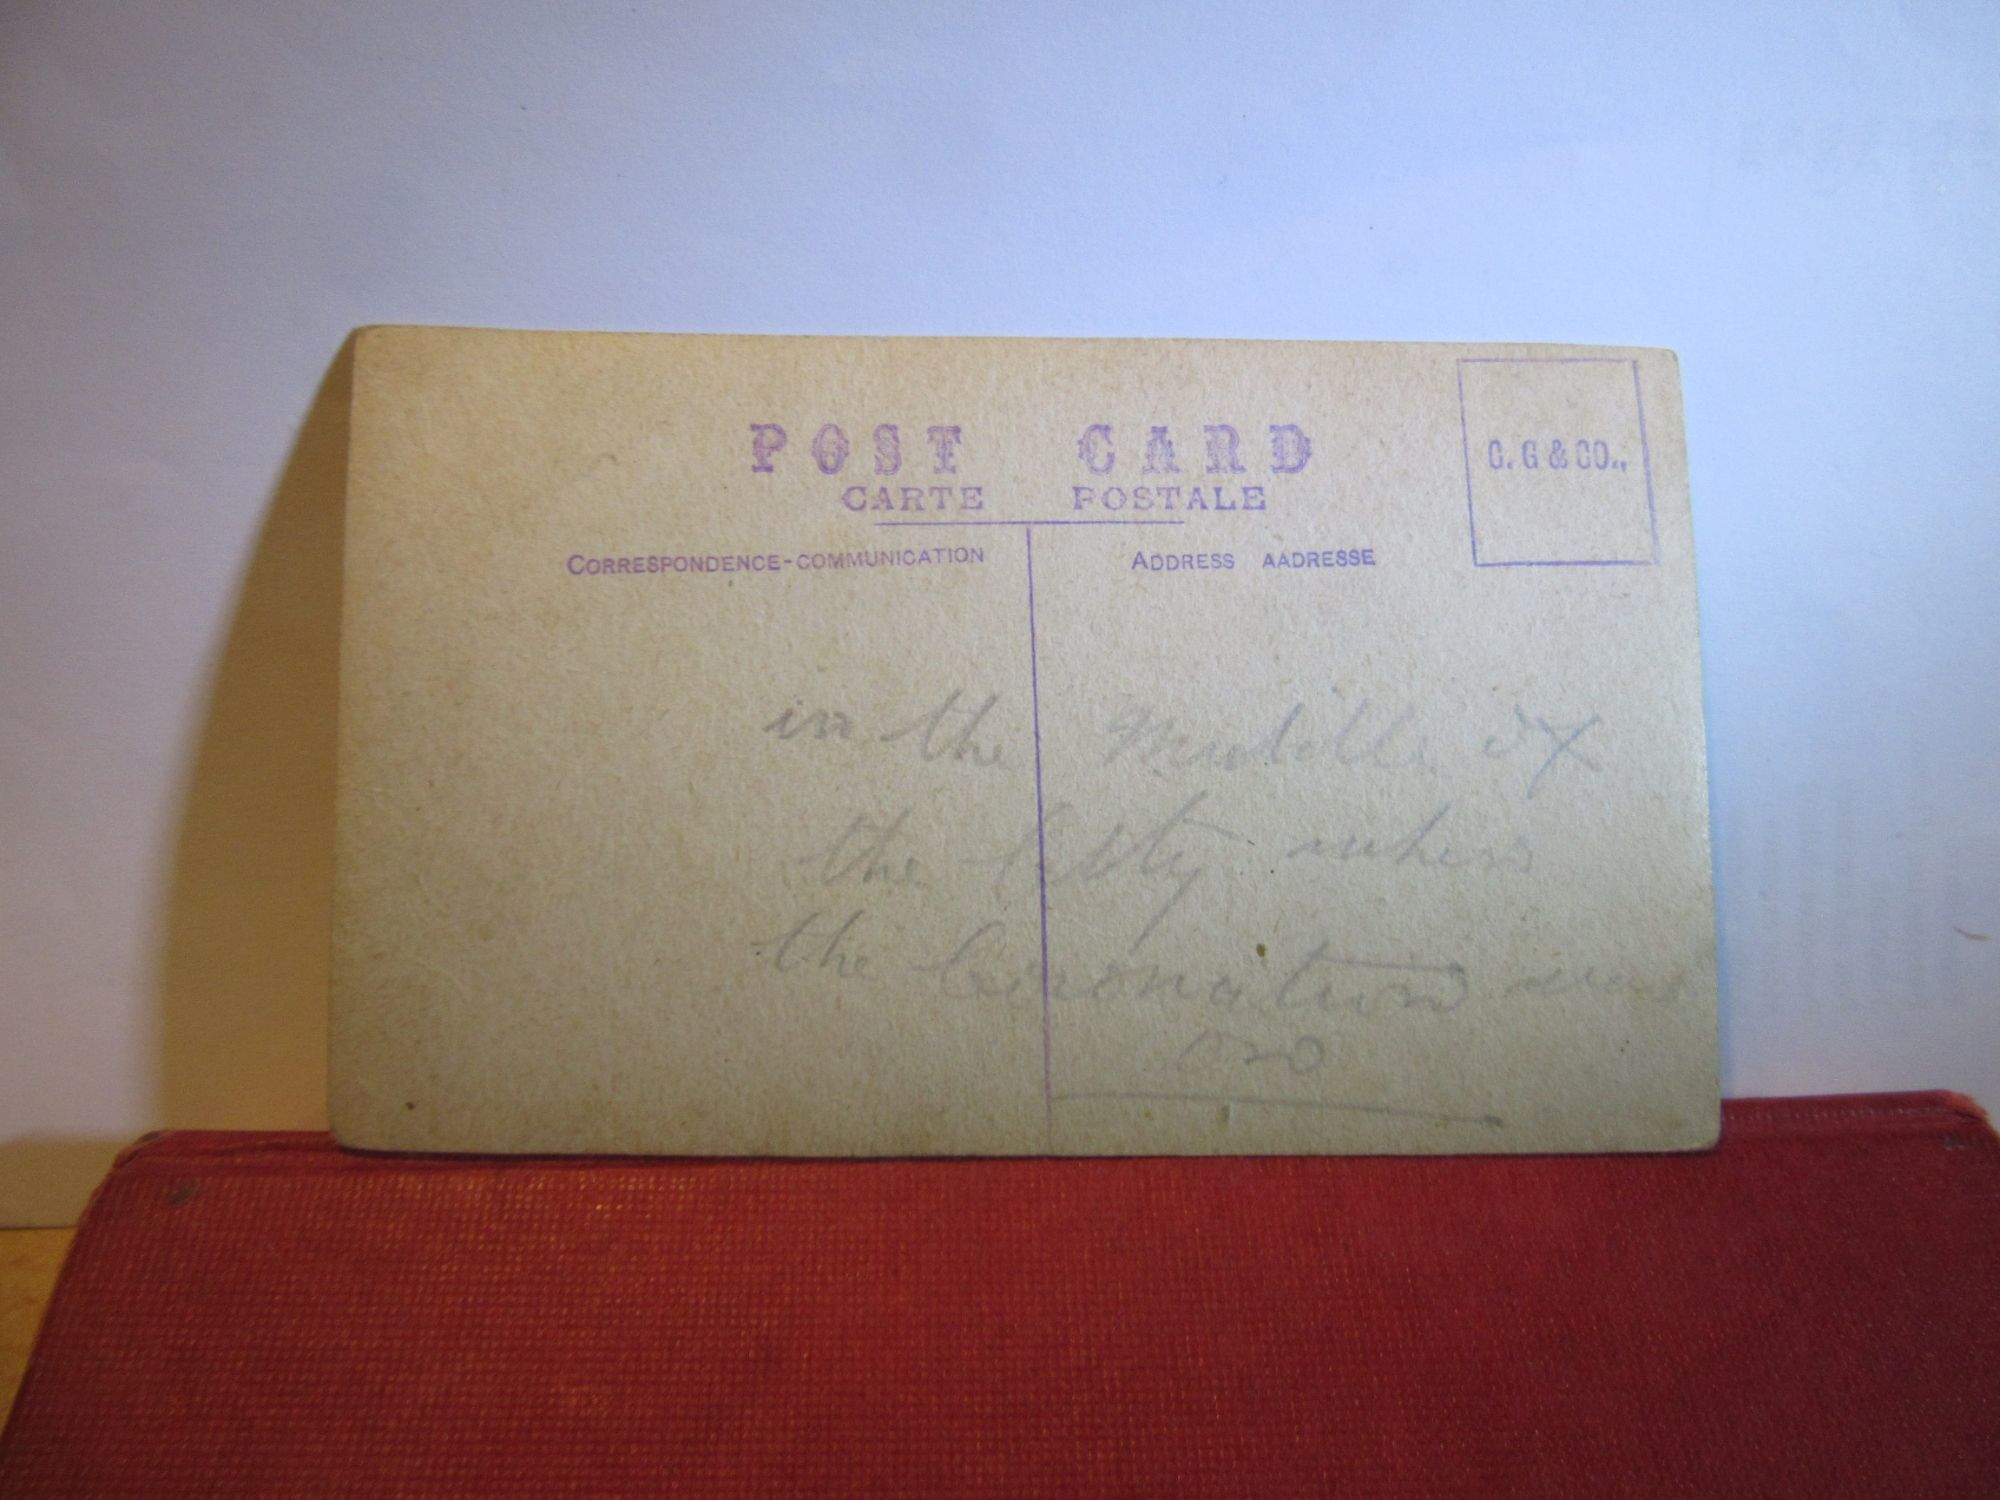 POST CARD
CARTE POSTALE
C. G & CO.,
CORRESPONDENCE-COMMUNICATION
ADDRESS AADRESSE
in the Middle of
the City when
the Coronation was
on